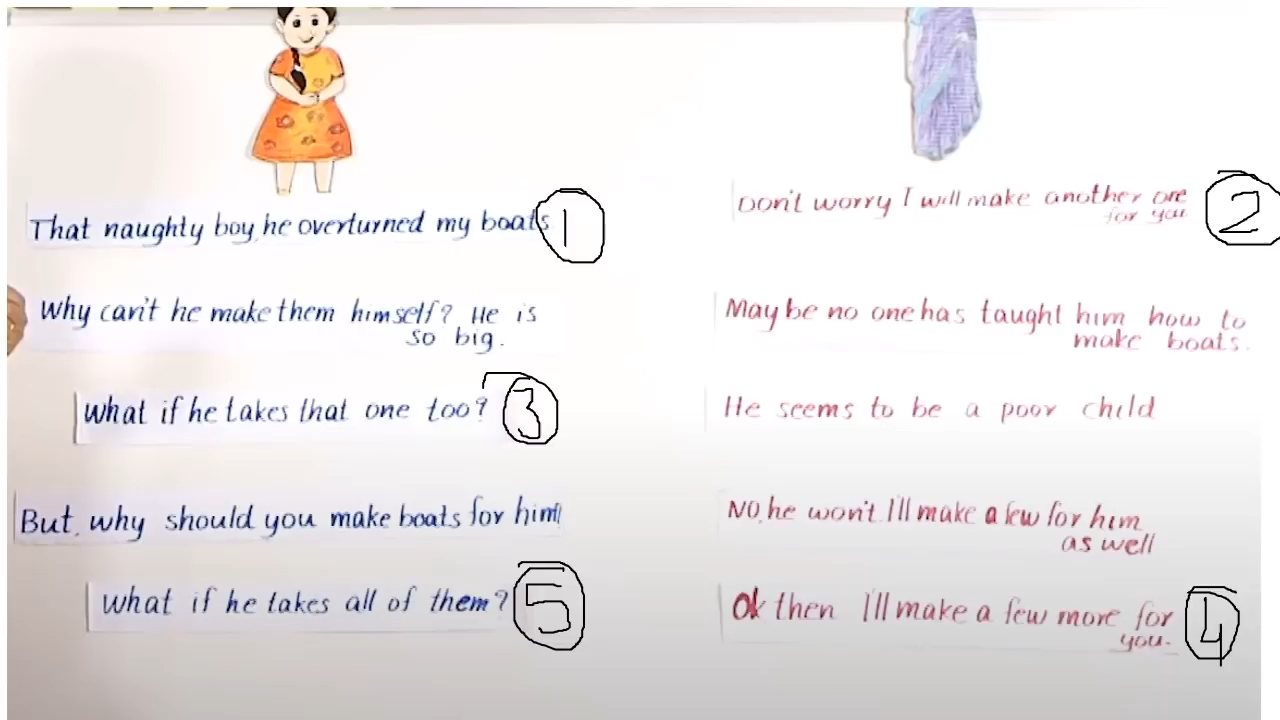 That naughty boy, he overturned my boats
1
Don't worry I will make another one
for you
2
Why can't he make them himself? He is
so big.
May be no one has taught him how to
make boats.
What if he takes that one too?
3
He seems to be a poor child
But, why should you make boats for him!
No, he won't I'll make a few for him
as well
What if he takes all of them?
5
Ok then I'll make a few more for
you.
4